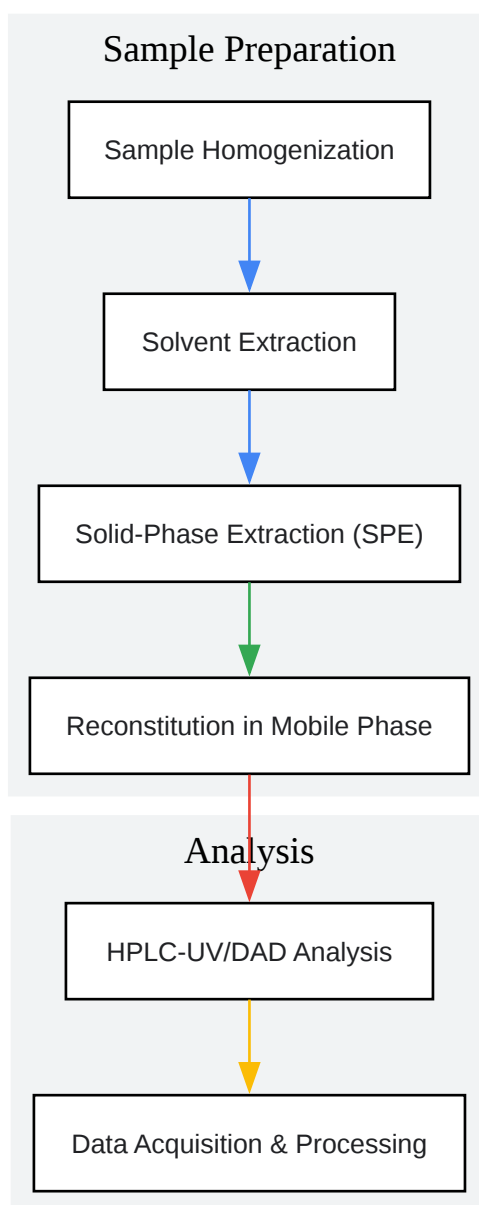 Sample Preparation
Sample Homogenization
Solvent Extraction
Solid-Phase Extraction (SPE)
Reconstitution in Mobile Phase
Analysis
HPLC-UV/DAD Analysis
Data Acquisition & Processing